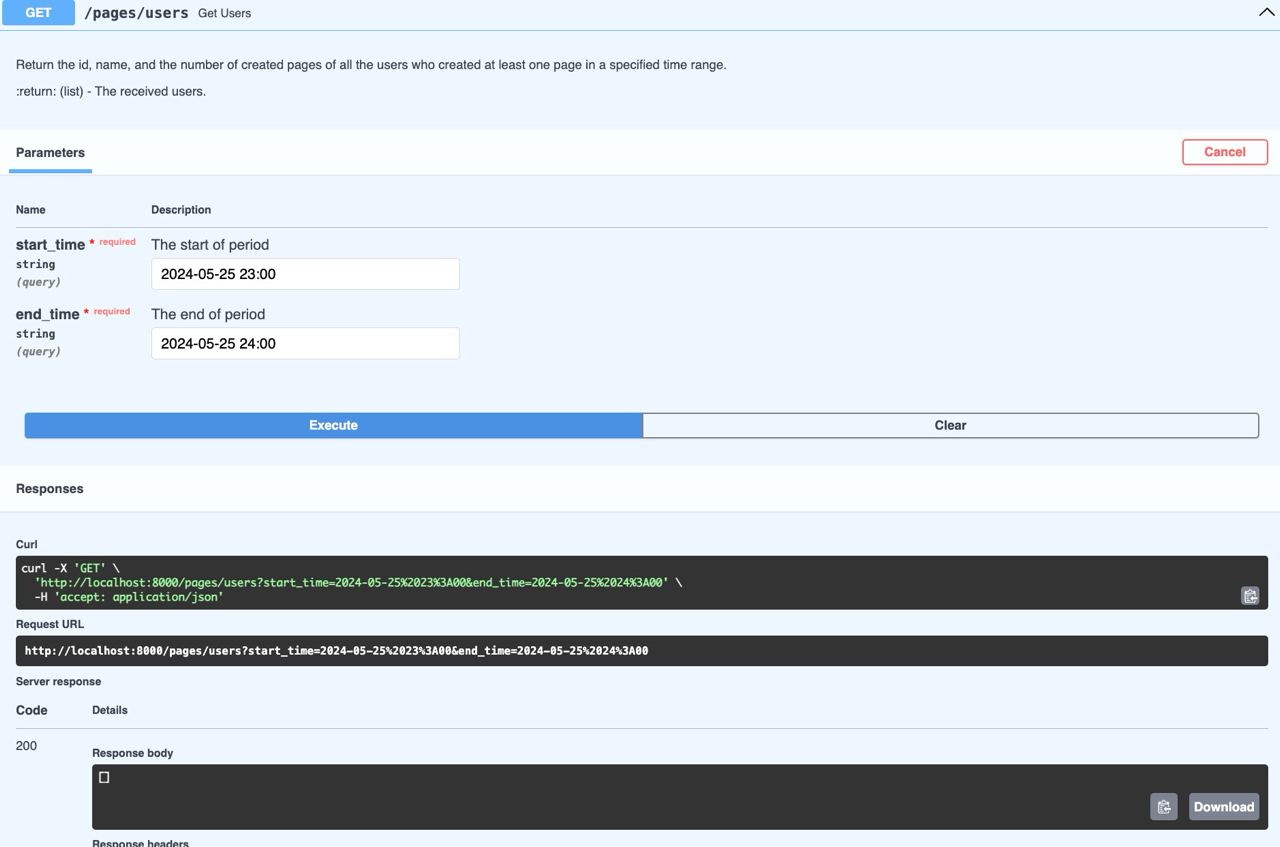 GET /pages/users Get Users
Return the id, name, and the number of created pages of all the users who created at least one page in a specified time range.
:return: (list) - The received users.
Parameters Cancel
Name Description
start_time * required The start of period
string 2024-05-25 23:00
(query)
end_time * required The end of period
string 2024-05-25 24:00
(query)
Execute Clear
Responses
Curl
curl -X 'GET' \
'http://localhost:8000/pages/users?start_time=2024-05-25%2023%3A00&end_time=2024-05-25%2024%3A00' \
-H 'accept: application/json'
Request URL
http://localhost:8000/pages/users?start_time=2024-05-25%2023%3A00&end_time=2024-05-25%2024%3A00
Server response
Code Details
200
Response body
[]
Download
Response headers